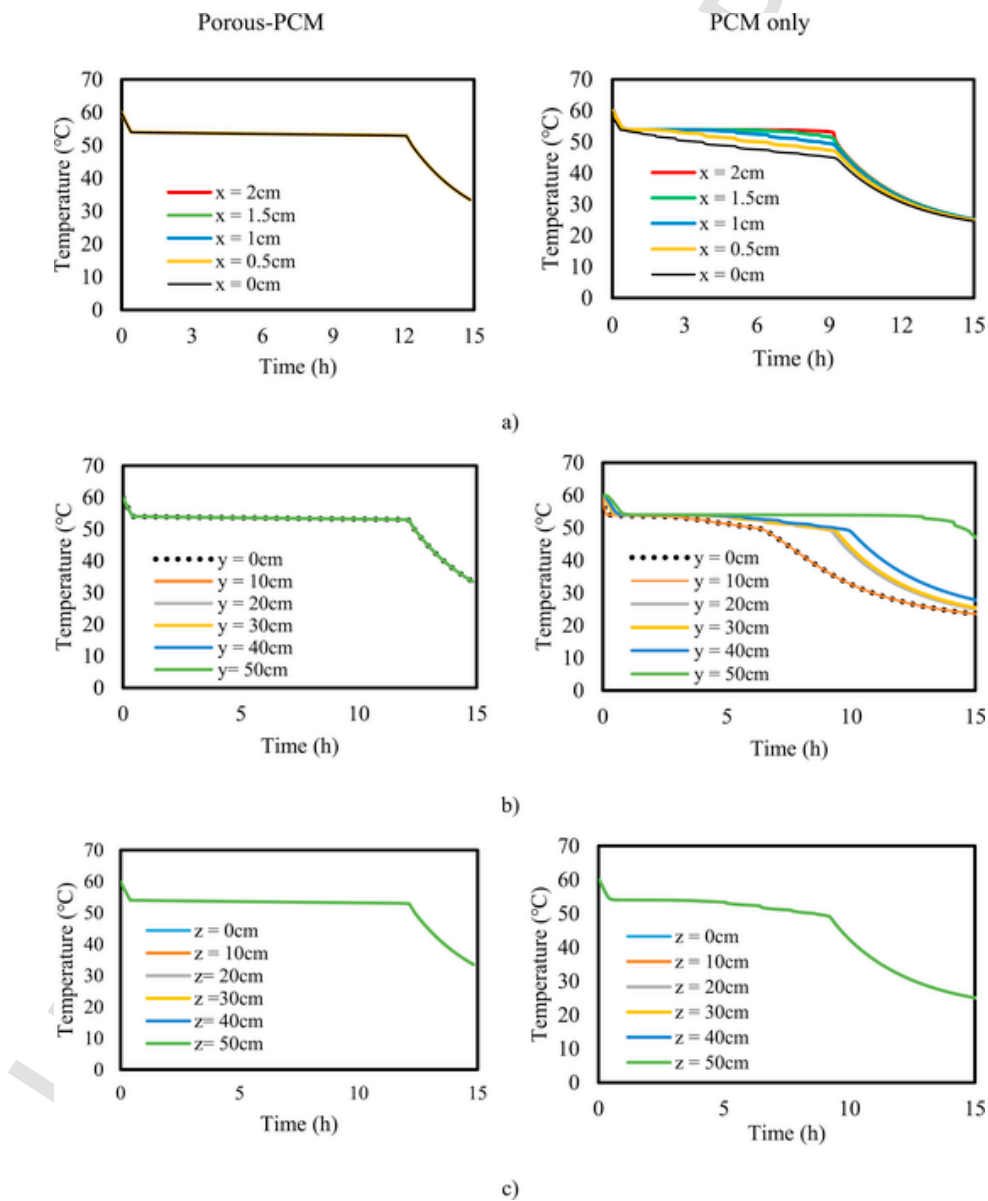 Porous-PCM
PCM only
Temperature (°C)
70
60
50
40
30
20
10
0
x = 2cm
x = 1.5cm
x = 1cm
x = 0.5cm
x = 0cm
0 3 6 9 12 15
Time (h)
Temperature (°C)
70
60
50
40
30
20
10
0
x = 2cm
x = 1.5cm
x = 1cm
x = 0.5cm
x = 0cm
0 3 6 9 12 15
Time (h)
a)
Temperature (°C
70
60
50
40
30
20
10
0
y = 0cm
y = 10cm
y = 20cm
y = 30cm
y = 40cm
y= 50cm
0 5 10 15
Time (h)
Temperature (°C
70
60
50
40
30
20
10
0
y = 0cm
y = 10cm
y = 20cm
y = 30cm
y = 40cm
y = 50cm
0 5 10 15
Time (h)
b)
Temperature (°C)
70
60
50
40
30
20
10
0
z = 0cm
z = 10cm
z= 20cm
z =30cm
z= 40cm
z= 50cm
0 5 10 15
Time (h)
Temperature (°C)
70
60
50
40
30
20
10
0
z = 0cm
z = 10cm
z = 20cm
z = 30cm
z = 40cm
z = 50cm
0 5 10 15
Time (h)
c)